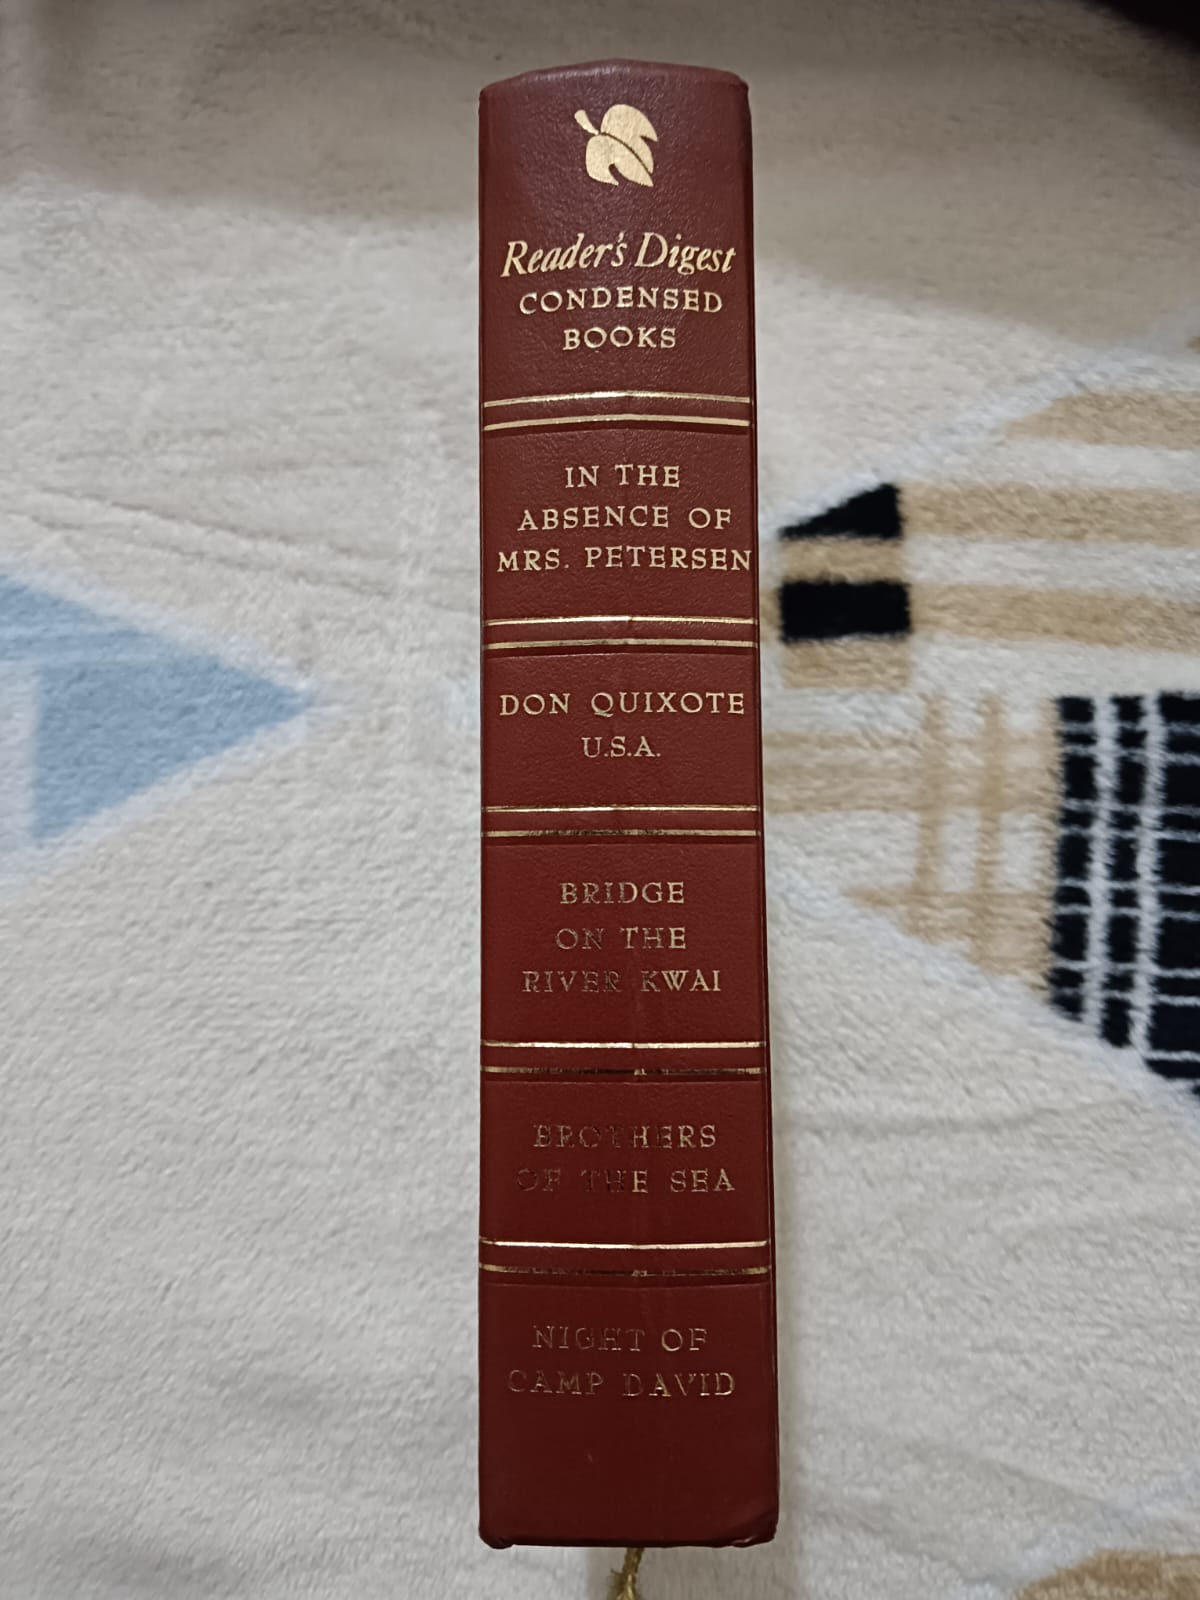 Reader's Digest
CONDENSED
BOOKS
IN THE
ABSENCE OF
MRS. PETERSEN
DON QUIXOTE
U.S.A.
BRIDGE
ON THE
RIVER KWAI
BROTHERS
OF THE SEA
NIGHT OF
CAMP DAVID